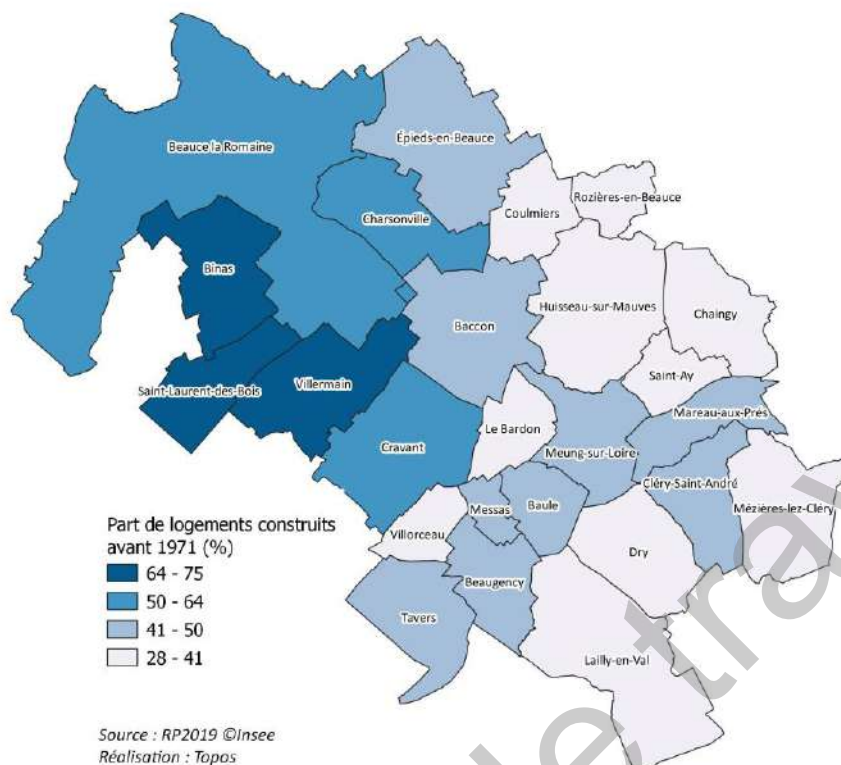 Beauce la Romaine
Épieds-en-Beauce
Rozières-en-Beauce
Coulmiers
Charsonville
Binas
Huisseau-sur-Mauves
Chaingy
Baccon
Saint-Ay
Saint-Laurent-des-Bois
Villermain
Mareau-aux-Prés
Le Bardon
Cravant
Meung-sur-Loire
Cléry-Saint-André
Mézières-lez-Cléry
Messas
Baule
Villorceau
Dry
Beaugency
Tavers
Lailly-en-Val
Part de logements construits
avant 1971 (%)
64 - 75
50 - 64
41 - 50
28 - 41
Source : RP2019 ©Insee
Réalisation : Topos
de trav